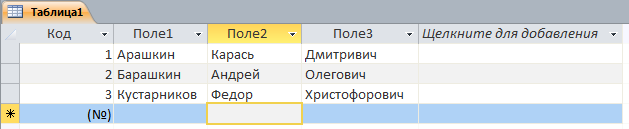 Таблица1
Код Поле1 Поле2 Поле3 Щелкните для добавления
1 Арашкин Карась Дмитривич
2 Барашкин Андрей Олегович
3 Кустарников Федор Христофорович
* (№)